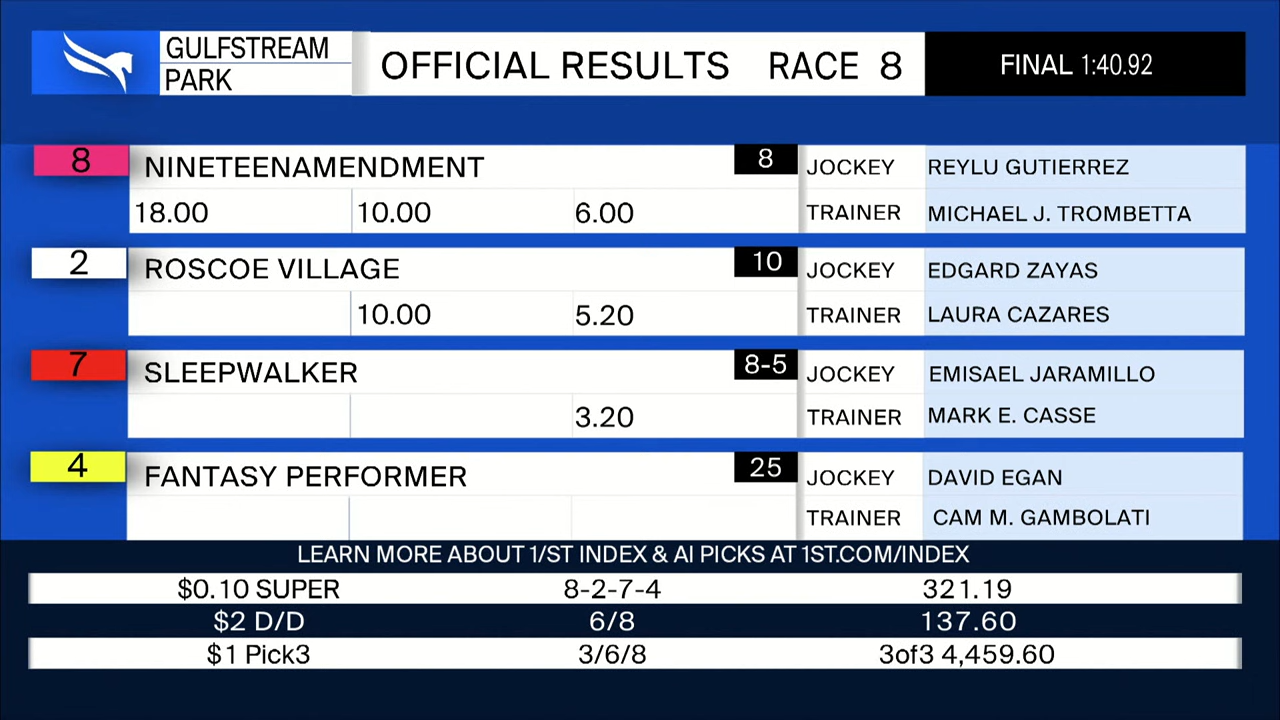 GULFSTREAM
PARK
OFFICIAL RESULTS RACE 8
FINAL 1:40.92
8 NINETEENAMENDMENT 8 JOCKEY REYLU GUTIERREZ
18.00 10.00 6.00 TRAINER MICHAEL J. TROMBETTA
2 ROSCOE VILLAGE 10 JOCKEY EDGARD ZAYAS
10.00 5.20 TRAINER LAURA CAZARES
7 SLEEPWALKER 8-5 JOCKEY EMISAEL JARAMILLO
3.20 TRAINER MARK E. CASSE
4 FANTASY PERFORMER 25 JOCKEY DAVID EGAN
TRAINER CAM M. GAMBOLATI
LEARN MORE ABOUT 1/ST INDEX & AI PICKS AT 1ST.COM/INDEX
$0.10 SUPER 8-2-7-4 321.19
$2 D/D 6/8 137.60
$1 Pick3 3/6/8 3of3 4,459.60